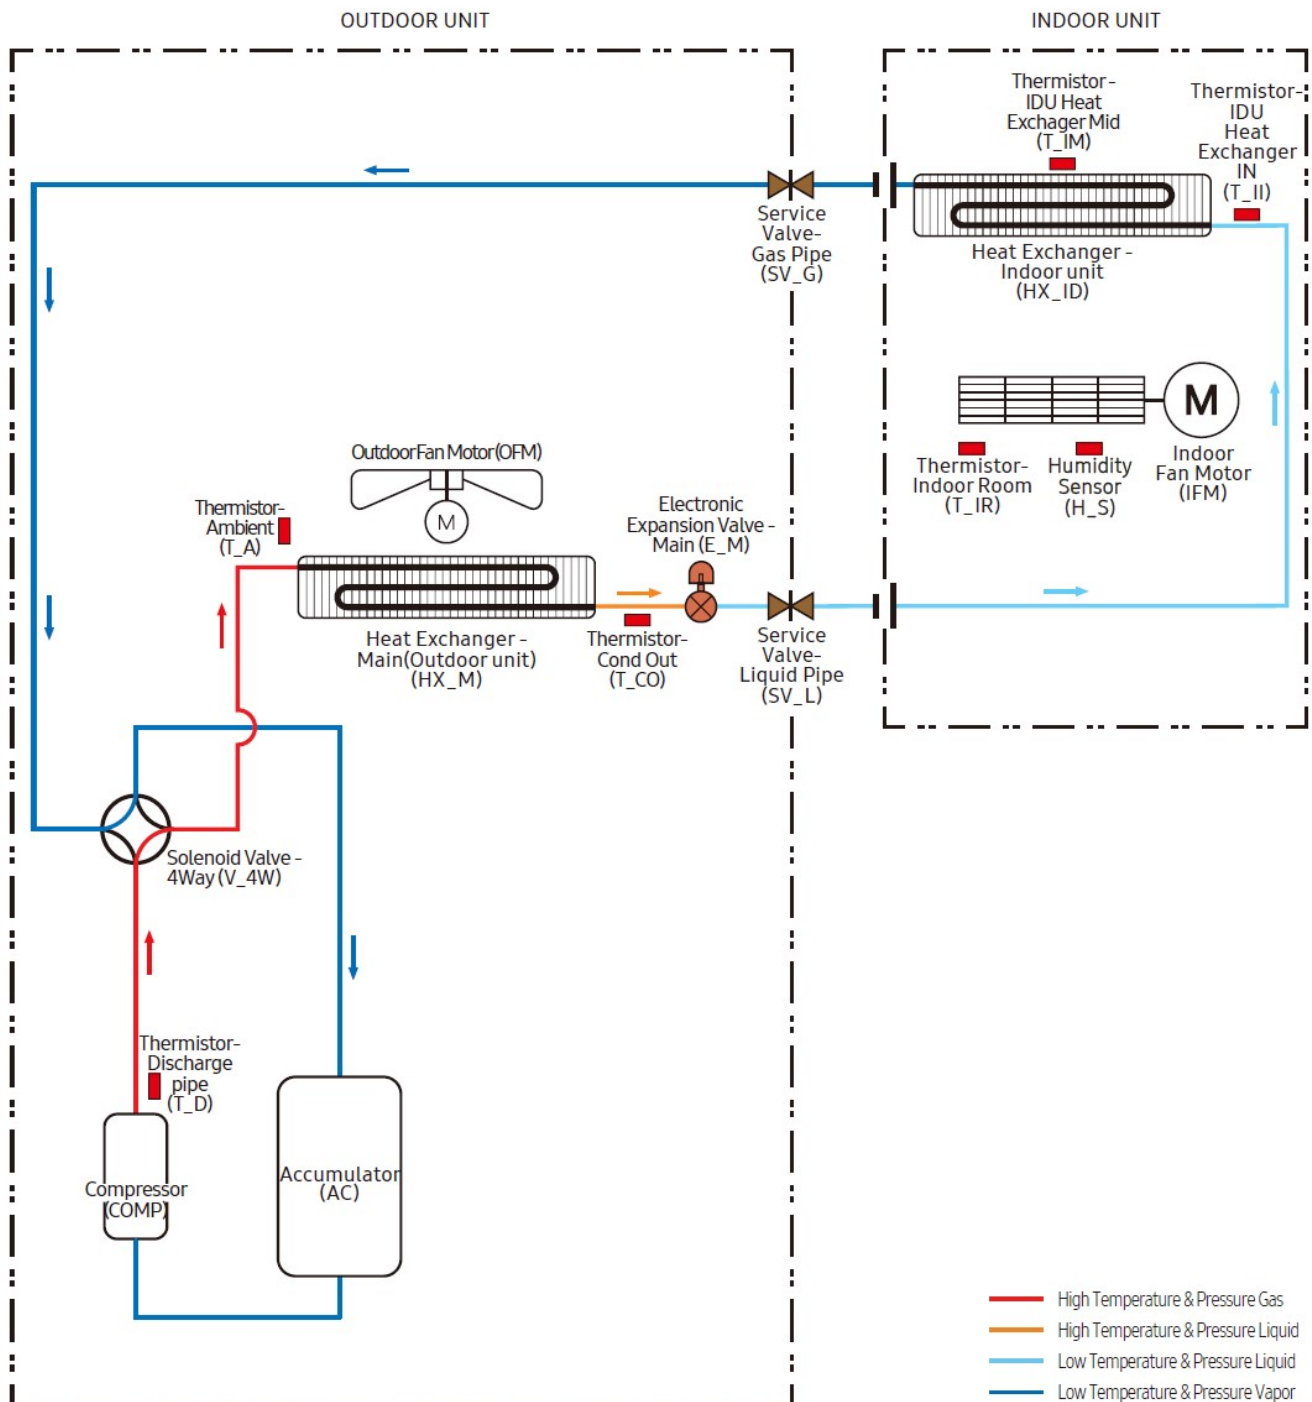 OUTDOOR UNIT
INDOOR UNIT
Thermistor-
IDU Heat
Exchager Mid
(T_IM)
Thermistor-
IDU
Heat
Exchanger
IN
(T_II)
Service
Valve-
Gas Pipe
(SV_G)
Heat Exchanger -
Indoor unit
(HX_ID)
M
Thermistor-
Indoor Room
(T_IR)
Humidity
Sensor
(H_S)
Indoor
Fan Motor
(IFM)
Outdoor Fan Motor (OFM)
M
Thermistor-
Ambient
(T_A)
Electronic
Expansion Valve -
Main (E_M)
Heat Exchanger -
Main(Outdoor unit)
(HX_M)
Thermistor-
Cond Out
(T_CO)
Service
Valve-
Liquid Pipe
(SV_L)
Solenoid Valve -
4Way (V_4W)
Thermistor-
Discharge
pipe
(T_D)
Compressor
(COMP)
Accumulator
(AC)
High Temperature & Pressure Gas
High Temperature & Pressure Liquid
Low Temperature & Pressure Liquid
Low Temperature & Pressure Vapor